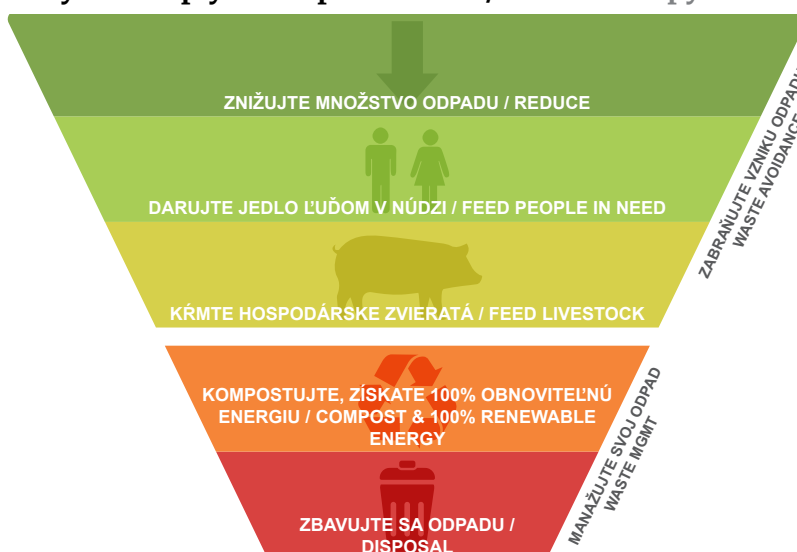 ZNIŽUJTE MNOŽSTVO ODPADU / REDUCE
DARUJTE JEDLO ĽUĎOM V NÚDZI / FEED PEOPLE IN NEED
KŔMTE HOSPODÁRSKE ZVIERATÁ / FEED LIVESTOCK
ZABRAŇUJTE VZNIKU ODPADU
WASTE AVOIDANCE
KOMPOSTUJTE, ZÍSKATE 100% OBNOVITEĽNÚ
ENERGIU / COMPOST & 100% RENEWABLE
ENERGY
ZBAVUJTE SA ODPADU /
DISPOSAL
MANAŽUJTE SVOJ ODPAD
WASTE MGMT